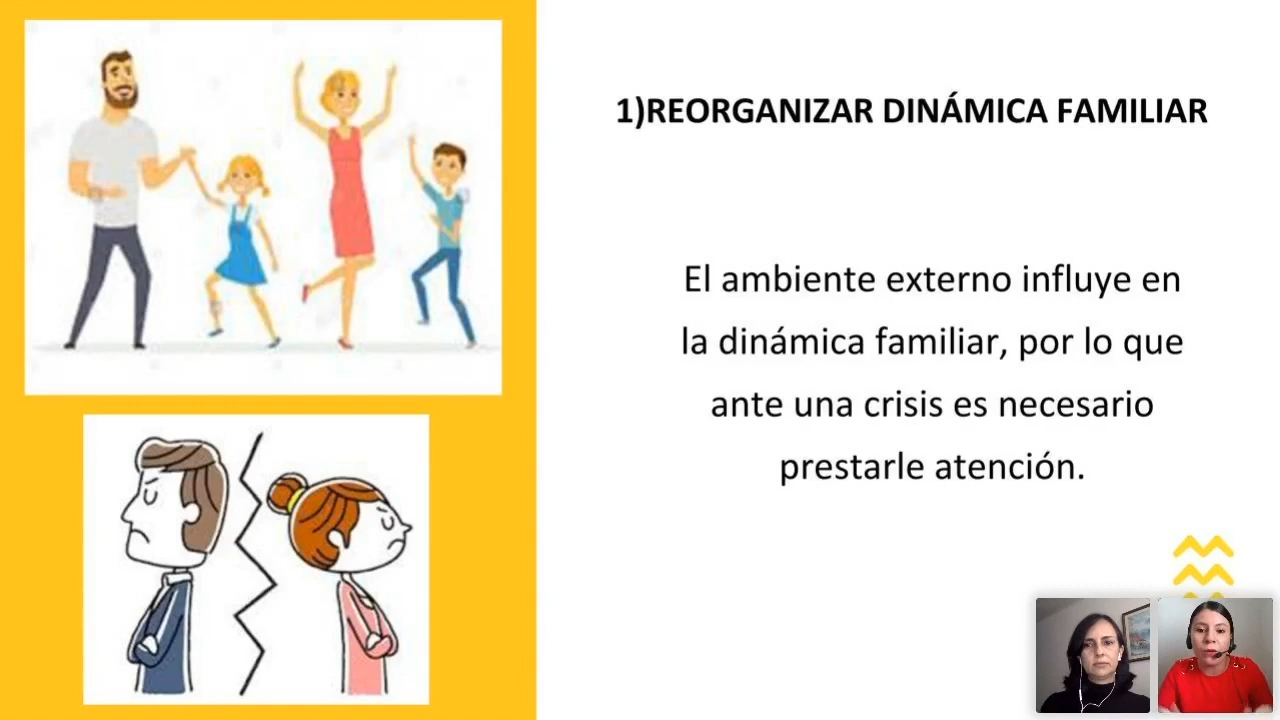 1)REORGANIZAR DINÁMICA FAMILIAR
El ambiente externo influye en
la dinámica familiar, por lo que
ante una crisis es necesario
prestarle atención.